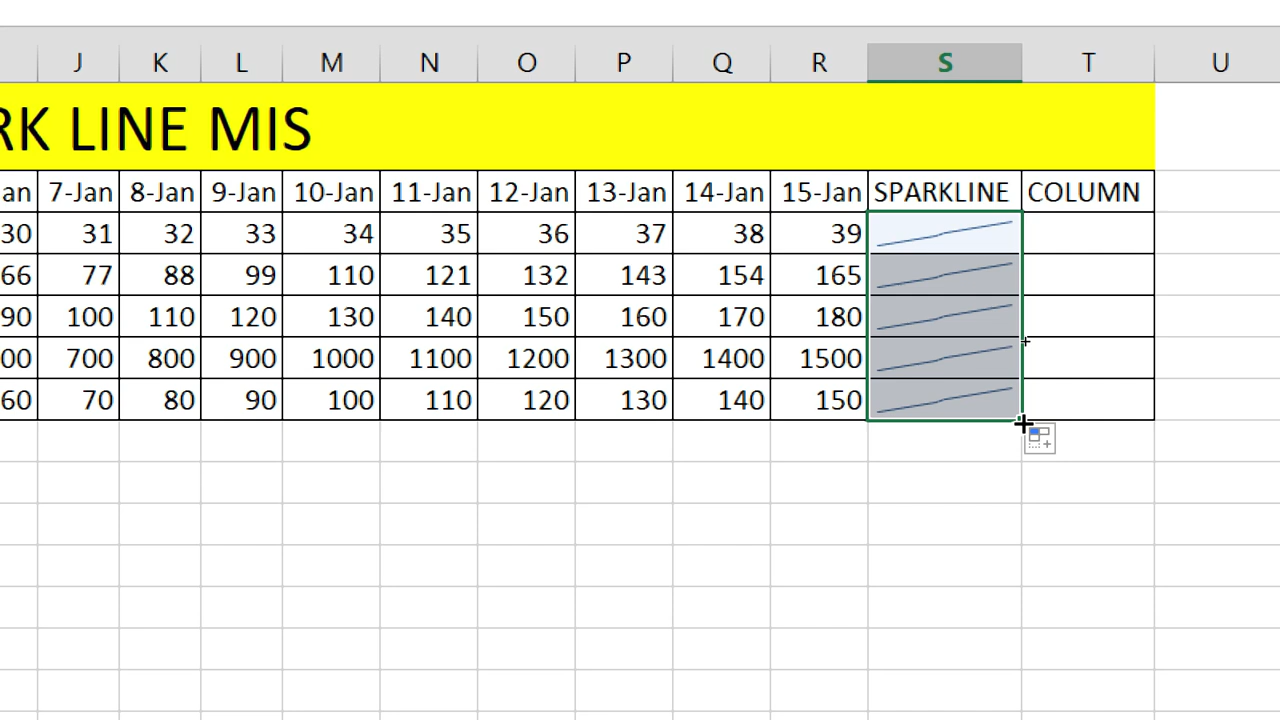 J K L M N O P Q R S T U
RK LINE MIS
an 7-Jan 8-Jan 9-Jan 10-Jan 11-Jan 12-Jan 13-Jan 14-Jan 15-Jan SPARKLINE COLUMN
30 31 32 33 34 35 36 37 38 39
66 77 88 99 110 121 132 143 154 165
90 100 110 120 130 140 150 160 170 180
00 700 800 900 1000 1100 1200 1300 1400 1500
60 70 80 90 100 110 120 130 140 150